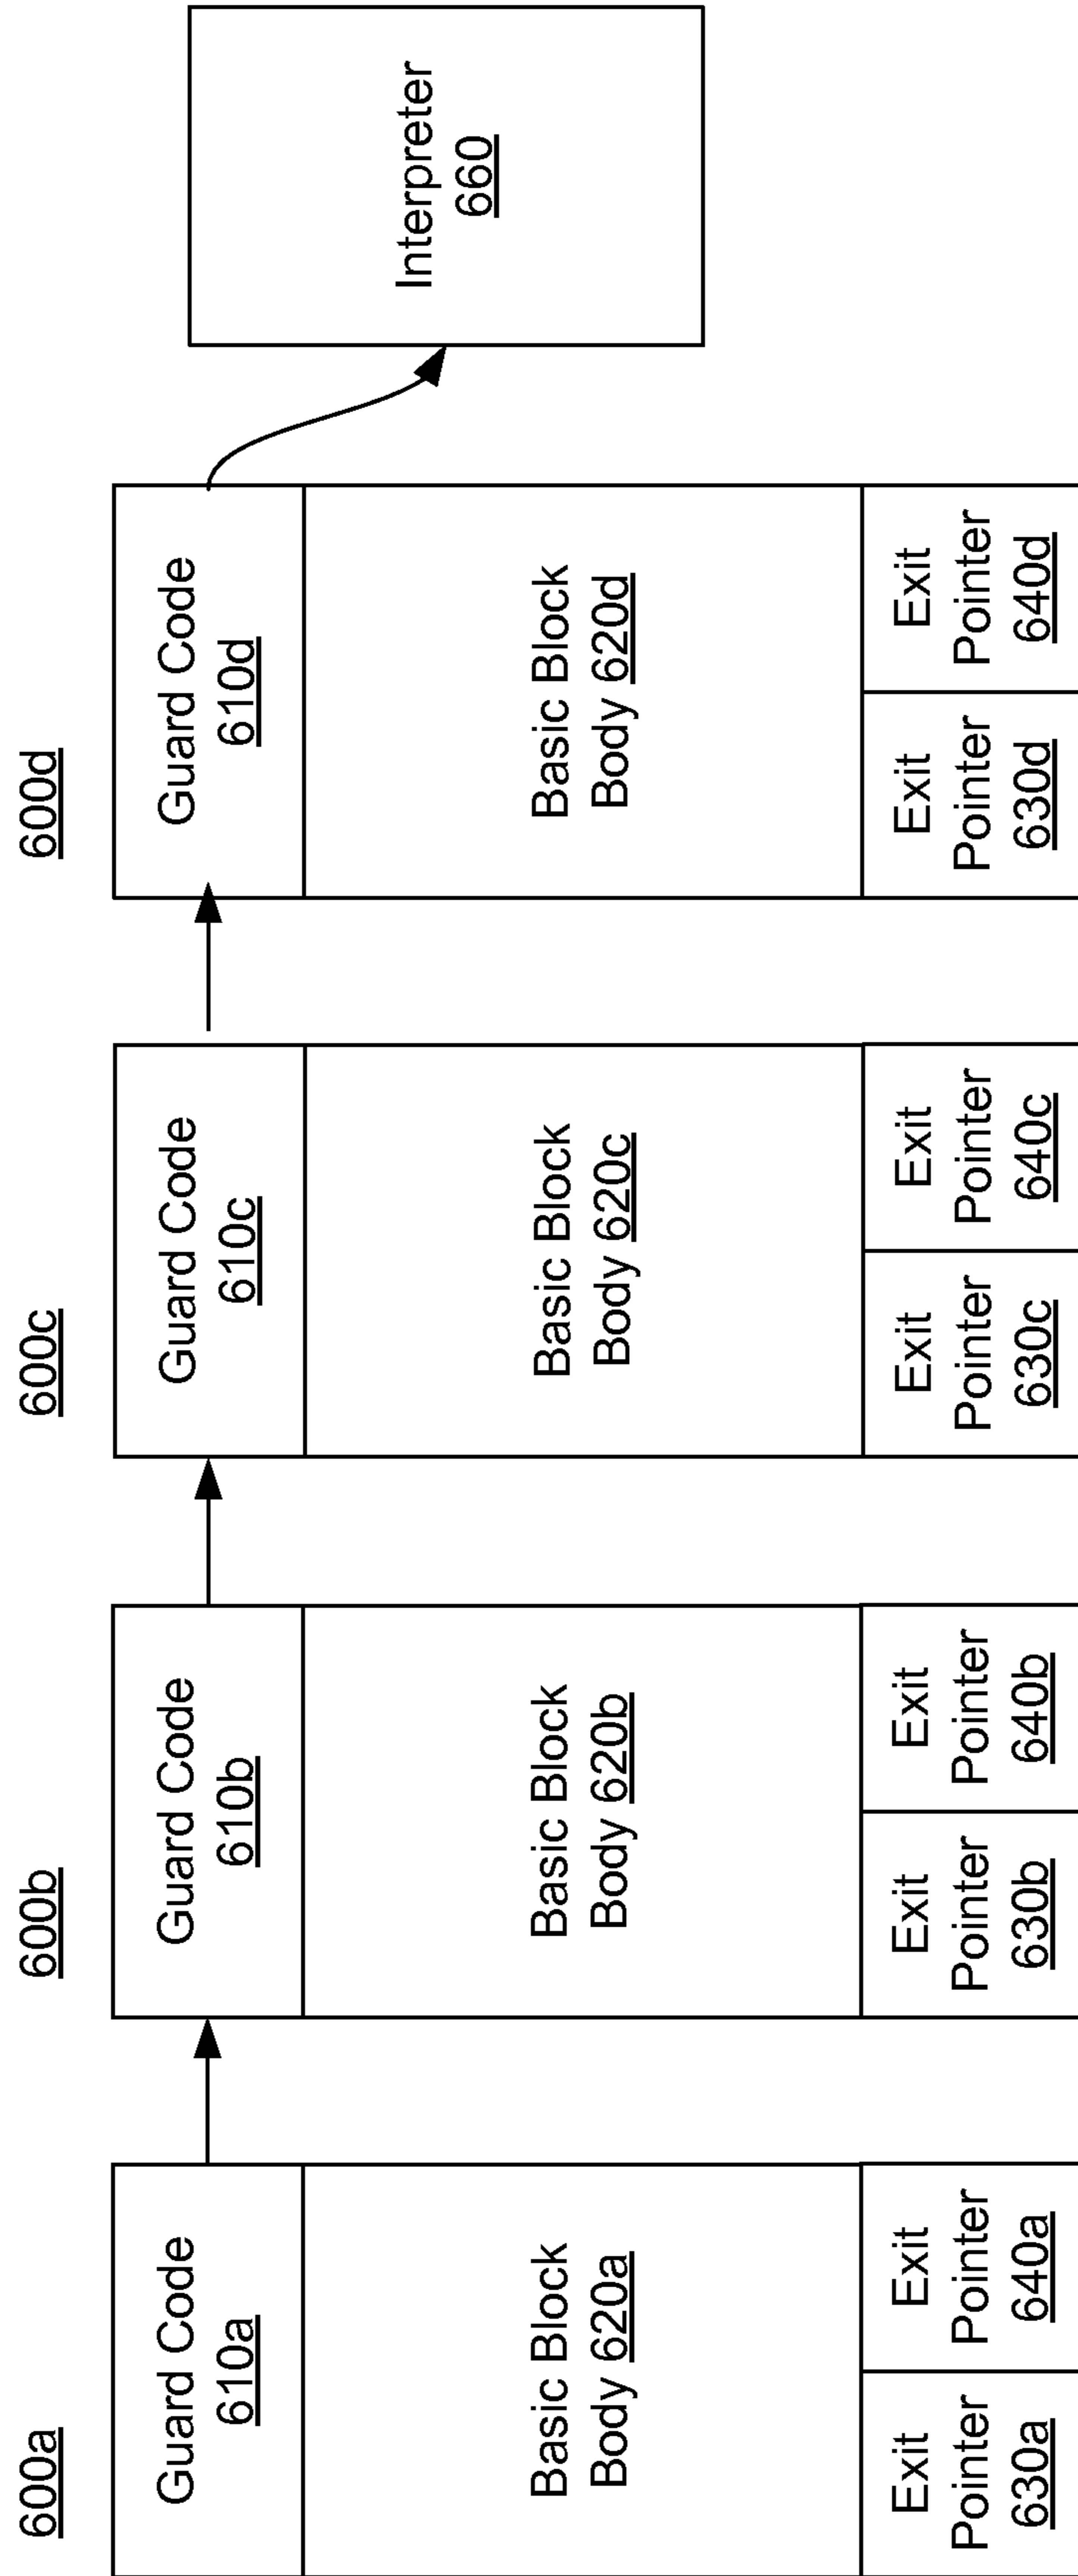 600a
Guard Code
610a
Basic Block
Body 620a
Exit
Pointer
630a
Exit
Pointer
640a
600b
Guard Code
610b
Basic Block
Body 620b
Exit
Pointer
630b
Exit
Pointer
640b
600c
Guard Code
610c
Basic Block
Body 620c
Exit
Pointer
630c
Exit
Pointer
640c
600d
Guard Code
610d
Basic Block
Body 620d
Exit
Pointer
630d
Exit
Pointer
640d
Interpreter
660